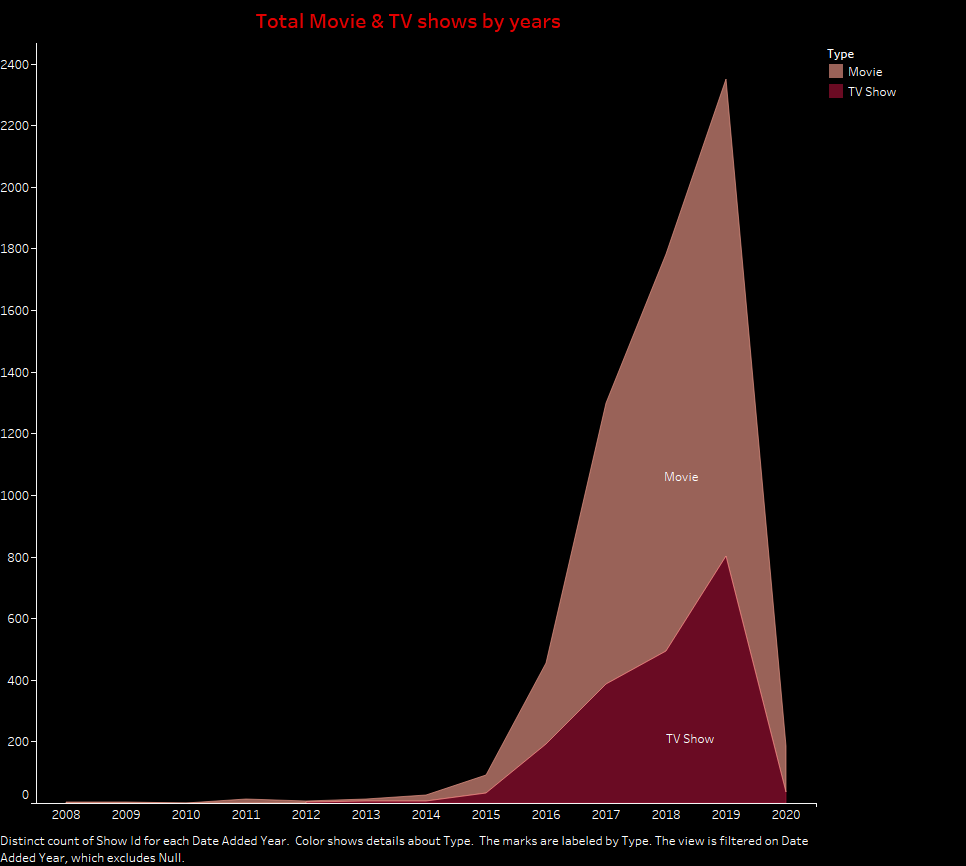 Total Movie & TV shows by years
Type
Movie
TV Show
2400
2200
2000
1800
1600
1400
1200
1000
800
600
400
200
0
Movie
TV Show
2008 2009 2010 2011 2012 2013 2014 2015 2016 2017 2018 2019 2020
Distinct count of Show Id for each Date Added Year.  Color shows details about Type.  The marks are labeled by Type. The view is filtered on Date
Added Year, which excludes Null.